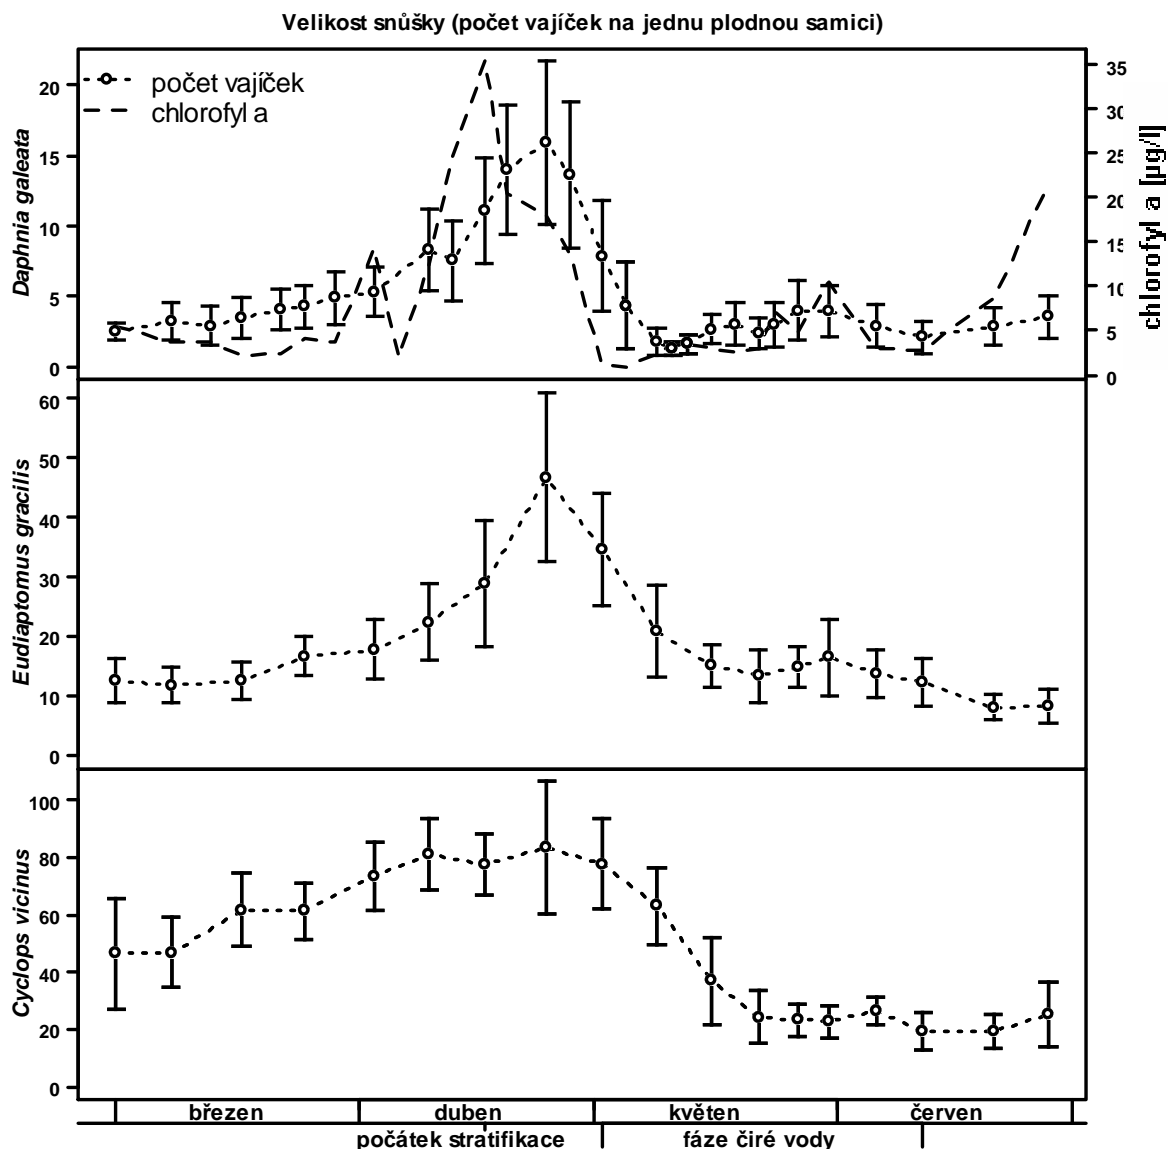 Velikost snůšky (počet vajíček na jednu plodnou samici)
počet vajíček
chlorofyl a
Daphnia galeata
20
15
10
5
0
35
30
25
20
15
10
5
0
chlorofyl a [µg/l]
Eudiaptomus gracilis
60
50
40
30
20
10
0
Cyclops vicinus
100
80
60
40
20
0
březen duben květen červen
počátek stratifikace fáze čiré vody